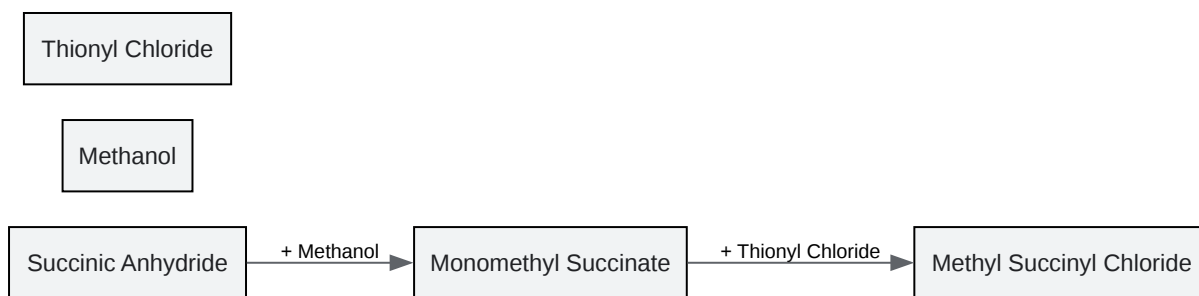 Thionyl Chloride
Methanol
Succinic Anhydride
+ Methanol
Monomethyl Succinate
+ Thionyl Chloride
Methyl Succinyl Chloride